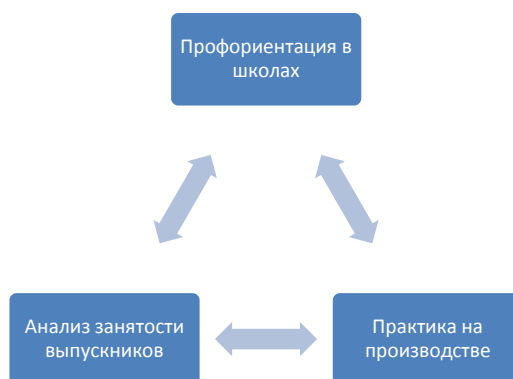 Профориентация в
школах
Анализ занятости
выпускников
Практика на
производстве